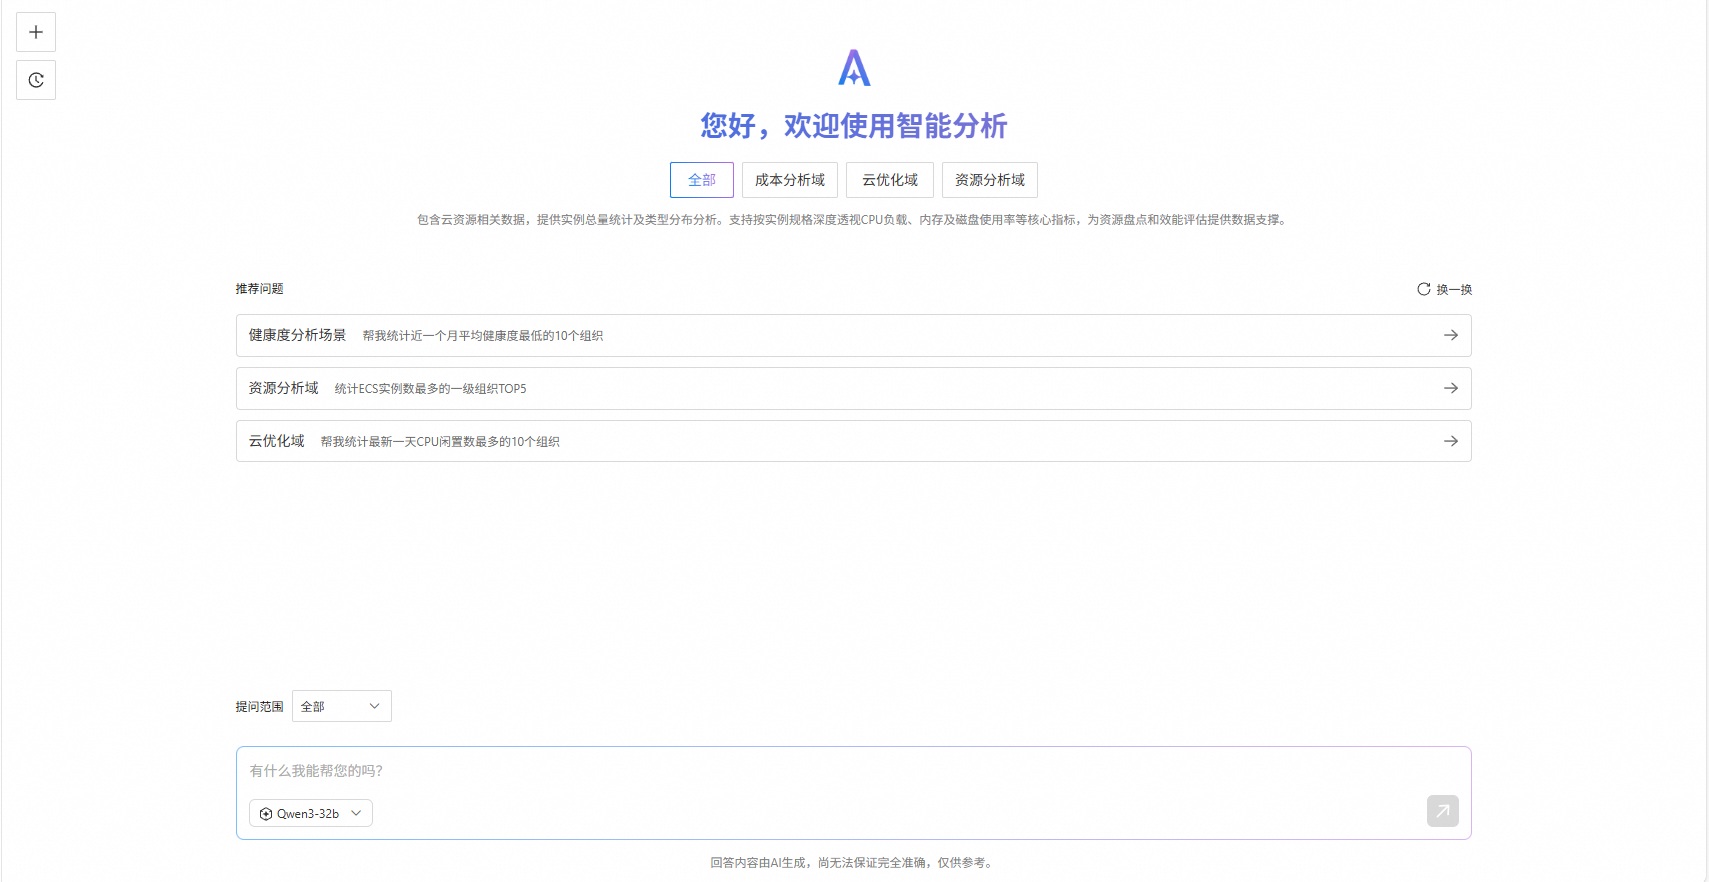 您好，欢迎使用智能分析
全部 成本分析域 云优化域 资源分析域
包含云资源相关数据，提供实例总量统计及类型分布分析。支持按实例规格深度透视CPU负载、内存及磁盘使用率等核心指标，为资源盘点和效能评估提供数据支撑。
推荐问题 换一换
健康度分析场景 帮我统计近一个月平均健康度最低的10个组织
资源分析域 统计ECS实例数最多的一级组织TOP5
云优化域 帮我统计最新一天CPU闲置数最多的10个组织
提问范围 全部
有什么我能帮您的吗?
Qwen3-32b
回答内容由AI生成，尚无法保证完全准确，仅供参考。